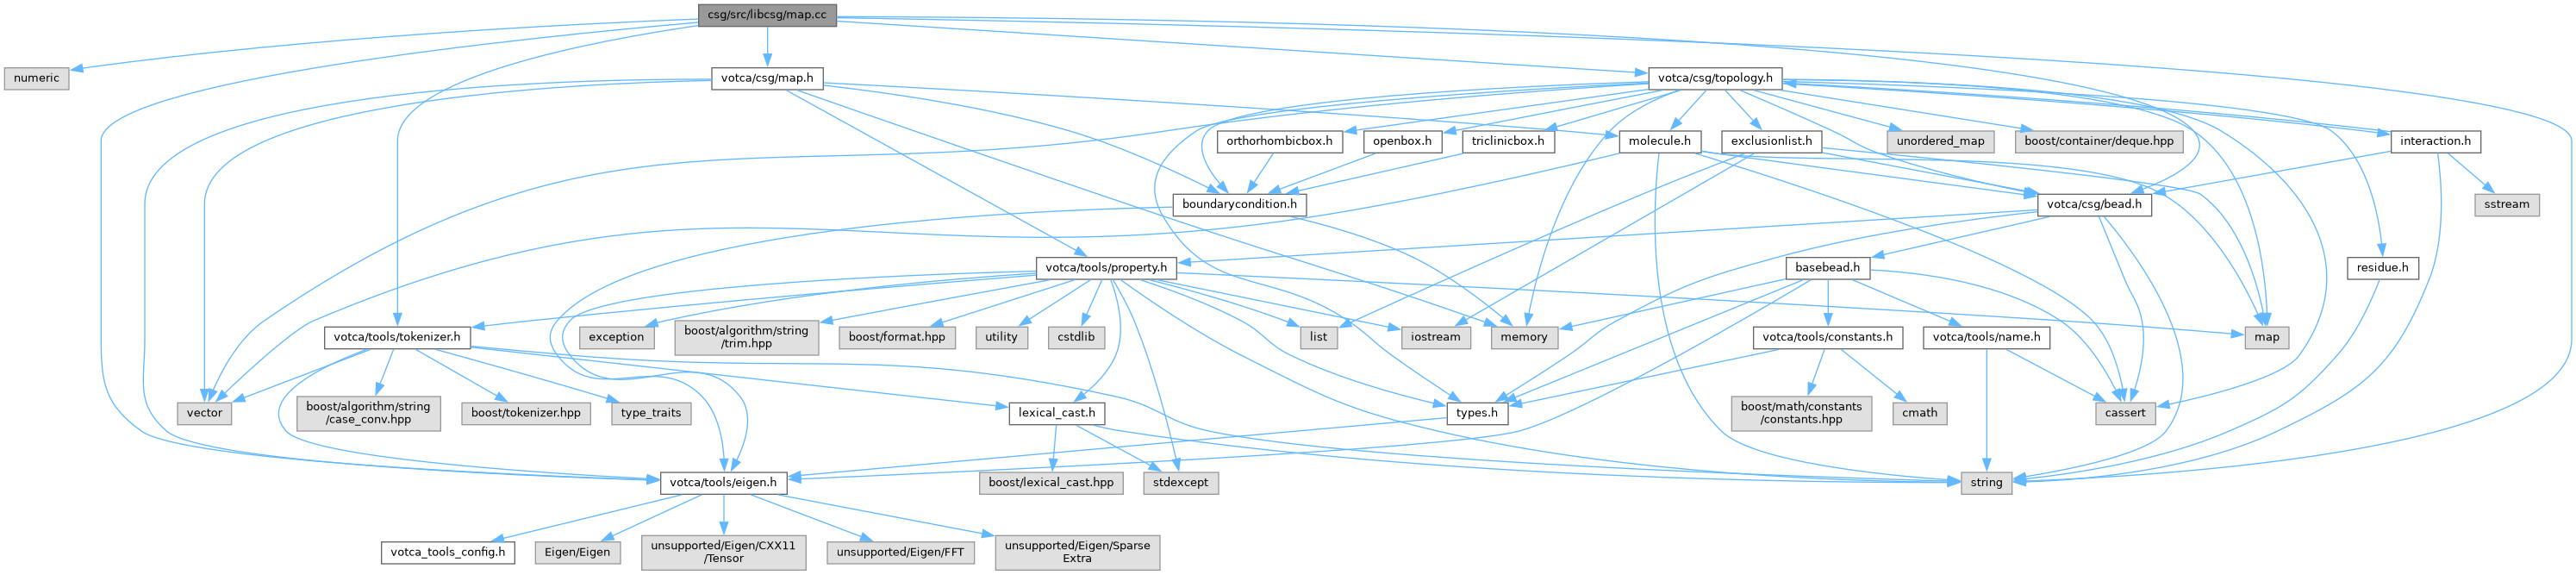 csg/src/libcsg/map.cc
numeric
votca/csg/map.h
votca/csg/topology.h
orthorhombicbox.h
openbox.h
triclinicbox.h
molecule.h
exclusionlist.h
unordered_map
boost/container/deque.hpp
interaction.h
boundarycondition.h
votca/csg/bead.h
sstream
votca/tools/property.h
basebead.h
residue.h
votca/tools/tokenizer.h
exception
boost/algorithm/string
/trim.hpp
boost/format.hpp
utility
cstdlib
list
iostream
memory
votca/tools/constants.h
votca/tools/name.h
map
vector
boost/algorithm/string
/case_conv.hpp
boost/tokenizer.hpp
type_traits
lexical_cast.h
types.h
boost/math/constants
/constants.hpp
cmath
cassert
votca/tools/eigen.h
boost/lexical_cast.hpp
stdexcept
string
votca_tools_config.h
Eigen/Eigen
unsupported/Eigen/CXX11
/Tensor
unsupported/Eigen/FFT
unsupported/Eigen/Sparse
Extra